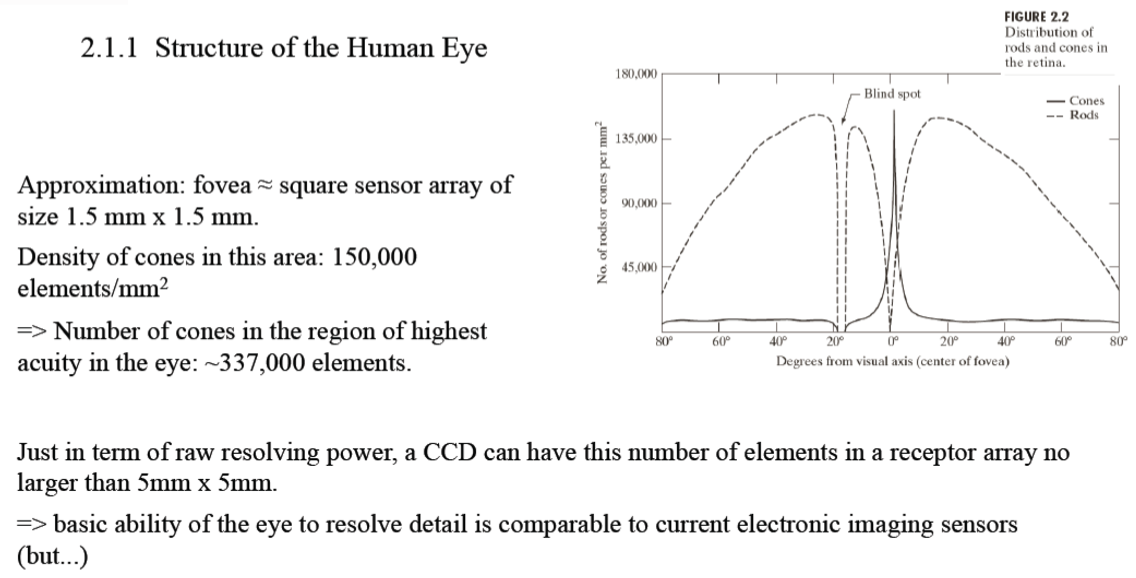 2.1.1 Structure of the Human Eye
FIGURE 2.2
Distribution of
rods and cones in
the retina.
Approximation: fovea ≈ square sensor array of
size 1.5 mm x 1.5 mm.
Density of cones in this area: 150,000
elements/mm²
=> Number of cones in the region of highest
acuity in the eye: ~337,000 elements.
No. of rods or cones per mm²
180,000
135,000
90,000
45,000
Blind spot
Cones
Rods
80° 60° 40° 20° 0° 20° 40° 60° 80°
Degrees from visual axis (center of fovea)
Just in term of raw resolving power, a CCD can have this number of elements in a receptor array no
larger than 5mm x 5mm.
=> basic ability of the eye to resolve detail is comparable to current electronic imaging sensors
(but...)